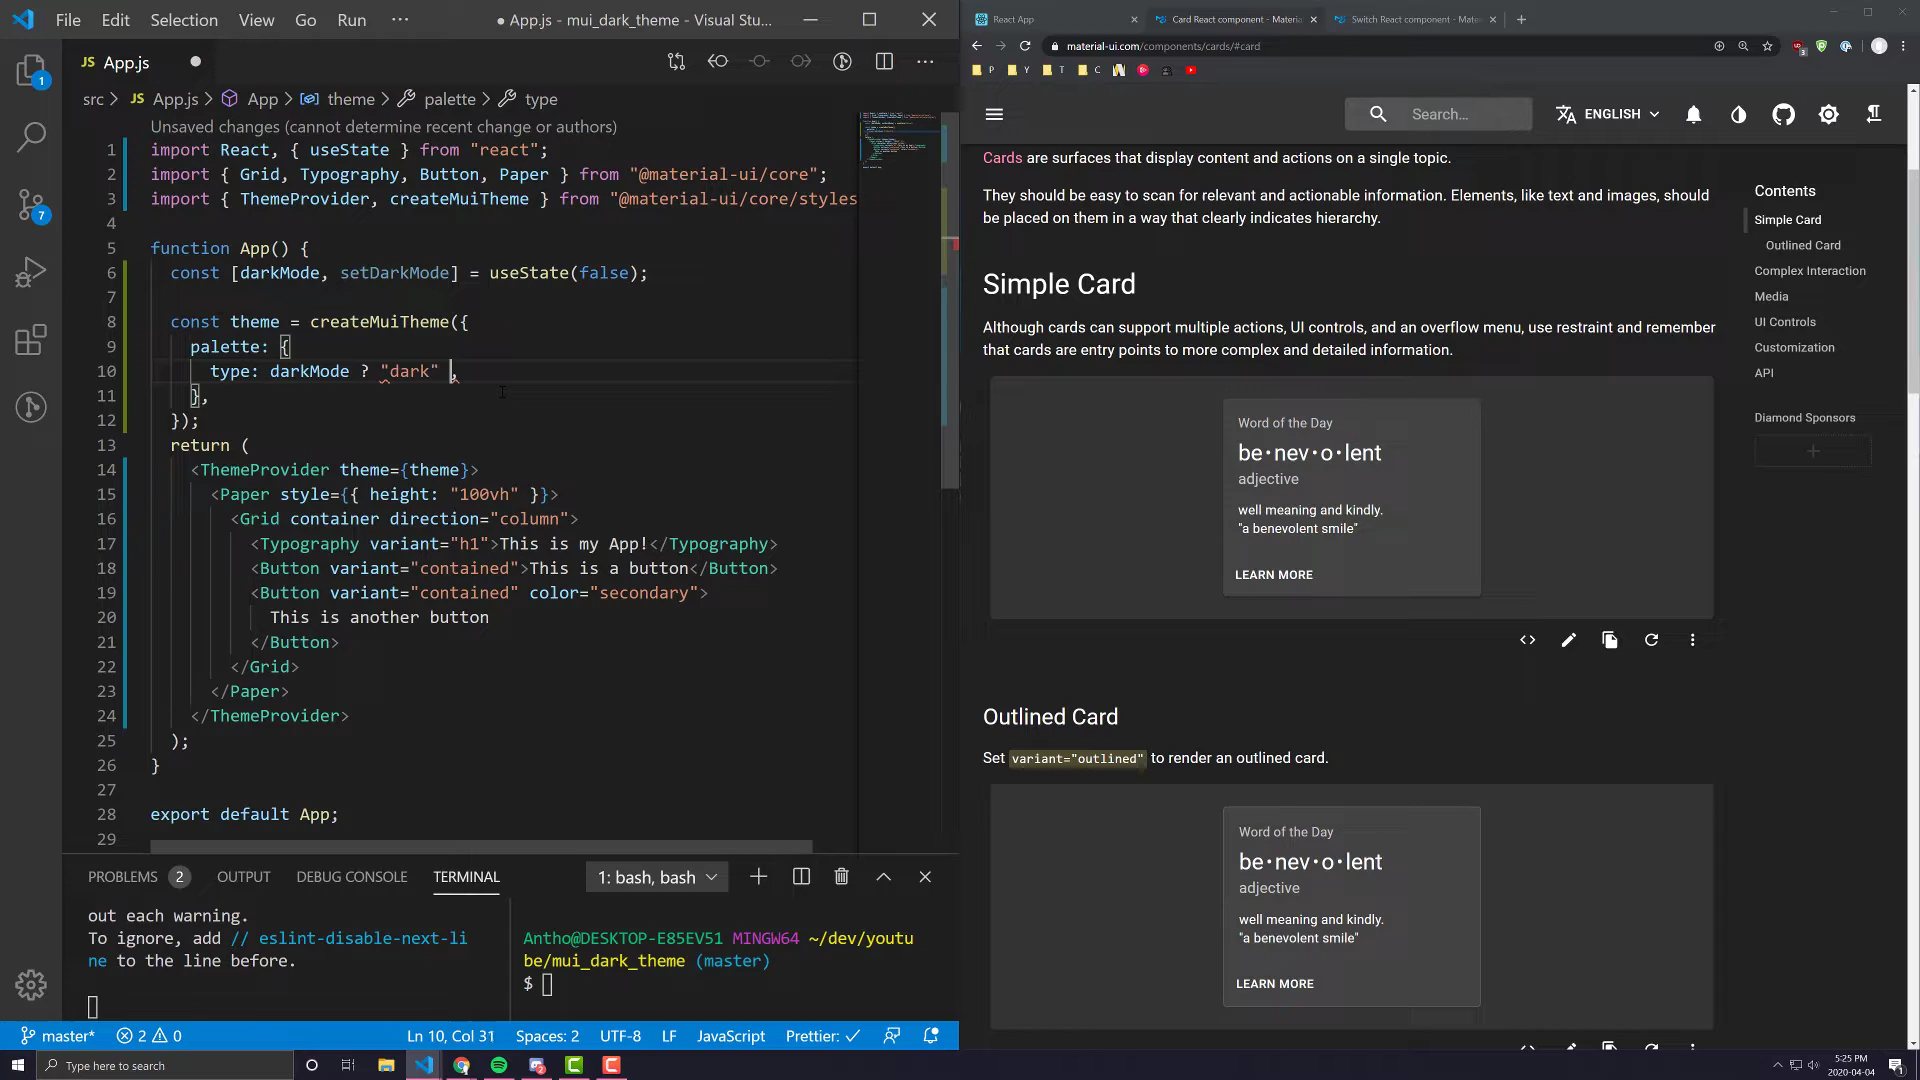 File Edit Selection View Go Run ··· ● App.js - mui_dark_theme - Visual Stu...
JS App.js ●
src > JS App.js > App > theme > palette > type
Unsaved changes (cannot determine recent change or authors)
1 import React, { useState } from "react";
2 import { Grid, Typography, Button, Paper } from "@material-ui/core";
3 import { ThemeProvider, createMuiTheme } from "@material-ui/core/styles
4
5 function App() {
6 const [darkMode, setDarkMode] = useState(false);
7
8 const theme = createMuiTheme({
9 palette: {
10 type: darkMode ? "dark" ,
11 },
12 });
13 return (
14 <ThemeProvider theme={theme}>
15 <Paper style={{ height: "100vh" }}>
16 <Grid container direction="column">
17 <Typography variant="h1">This is my App!</Typography>
18 <Button variant="contained">This is a button</Button>
19 <Button variant="contained" color="secondary">
20 This is another button
21 </Button>
22 </Grid>
23 </Paper>
24 </ThemeProvider>
25 );
26 }
27
28 export default App;
29
PROBLEMS 2 OUTPUT DEBUG CONSOLE TERMINAL 1: bash, bash
out each warning.
To ignore, add // eslint-disable-next-li
ne to the line before.
Antho@DESKTOP-E85EV51 MINGW64 ~/dev/youtu
be/mui_dark_theme (master)
$
1
7
master* 2 0 Ln 10, Col 31 Spaces: 2 UTF-8 LF JavaScript Prettier: ✓
React App Card React component - Materia Switch React component - Mate
material-ui.com/components/cards/#card
P Y T C
Search... ENGLISH
Cards are surfaces that display content and actions on a single topic.
They should be easy to scan for relevant and actionable information. Elements, like text and images, should
be placed on them in a way that clearly indicates hierarchy.
Simple Card
Although cards can support multiple actions, UI controls, and an overflow menu, use restraint and remember
that cards are entry points to more complex and detailed information.
Word of the Day
be•nev•o•lent
adjective
well meaning and kindly.
"a benevolent smile"
LEARN MORE
Outlined Card
Set variant="outlined" to render an outlined card.
Word of the Day
be•nev•o•lent
adjective
well meaning and kindly.
"a benevolent smile"
LEARN MORE
Contents
Simple Card
Outlined Card
Complex Interaction
Media
UI Controls
Customization
API
Diamond Sponsors
Type here to search
5:25 PM
2020-04-04